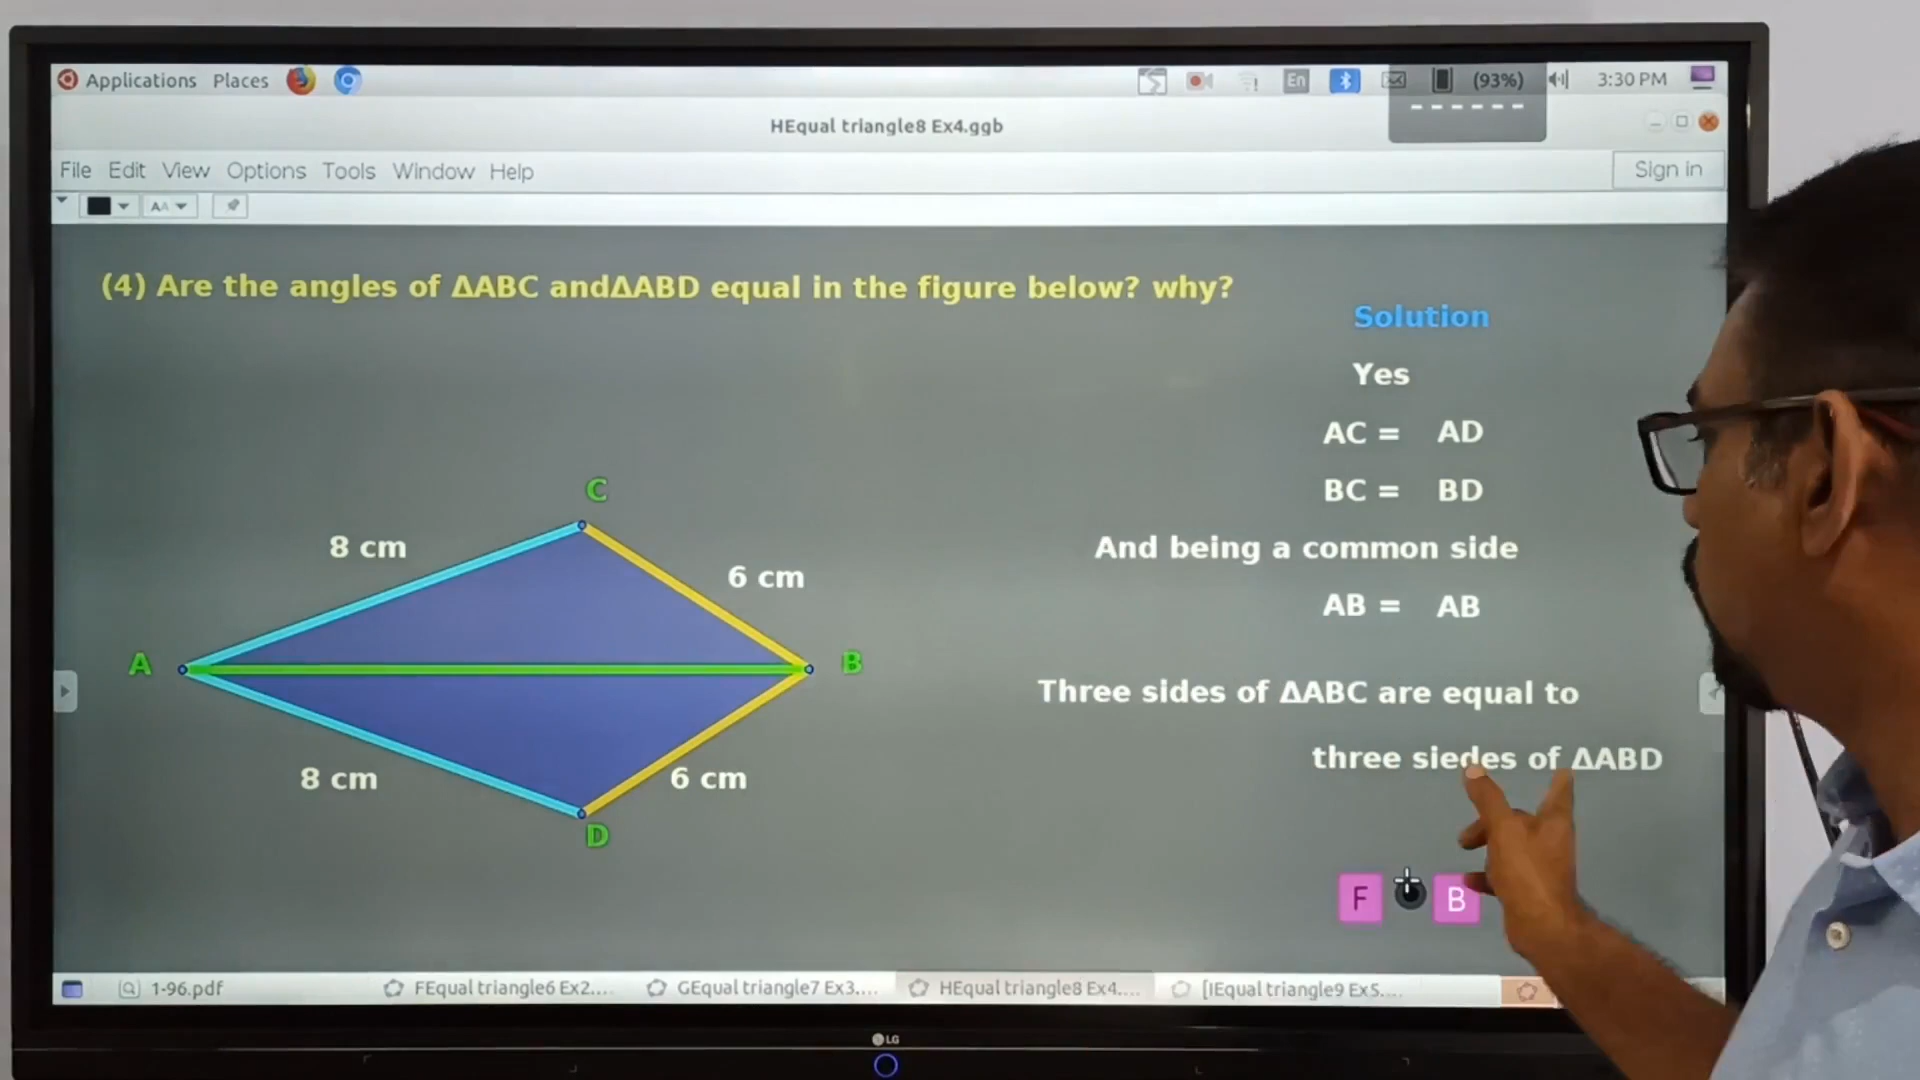 Applications Places En (93%) 3:30 PM
HEqual triangle8 Ex4.ggb
File Edit View Options Tools Window Help Sign in
AA
(4) Are the angles of ΔABC andΔABD equal in the figure below? why?
Solution
Yes
AC = AD
BC = BD
And being a common side
AB = AB
Three sides of ΔABC are equal to
three siedes of ΔABD
C
8 cm
6 cm
A
B
8 cm
6 cm
D
F B
1-96.pdf FEqual triangle6 Ex2.... GEqual triangle7 Ex3.... HEqual triangle8 Ex4.... [IEqual triangle9 Ex5....
LG